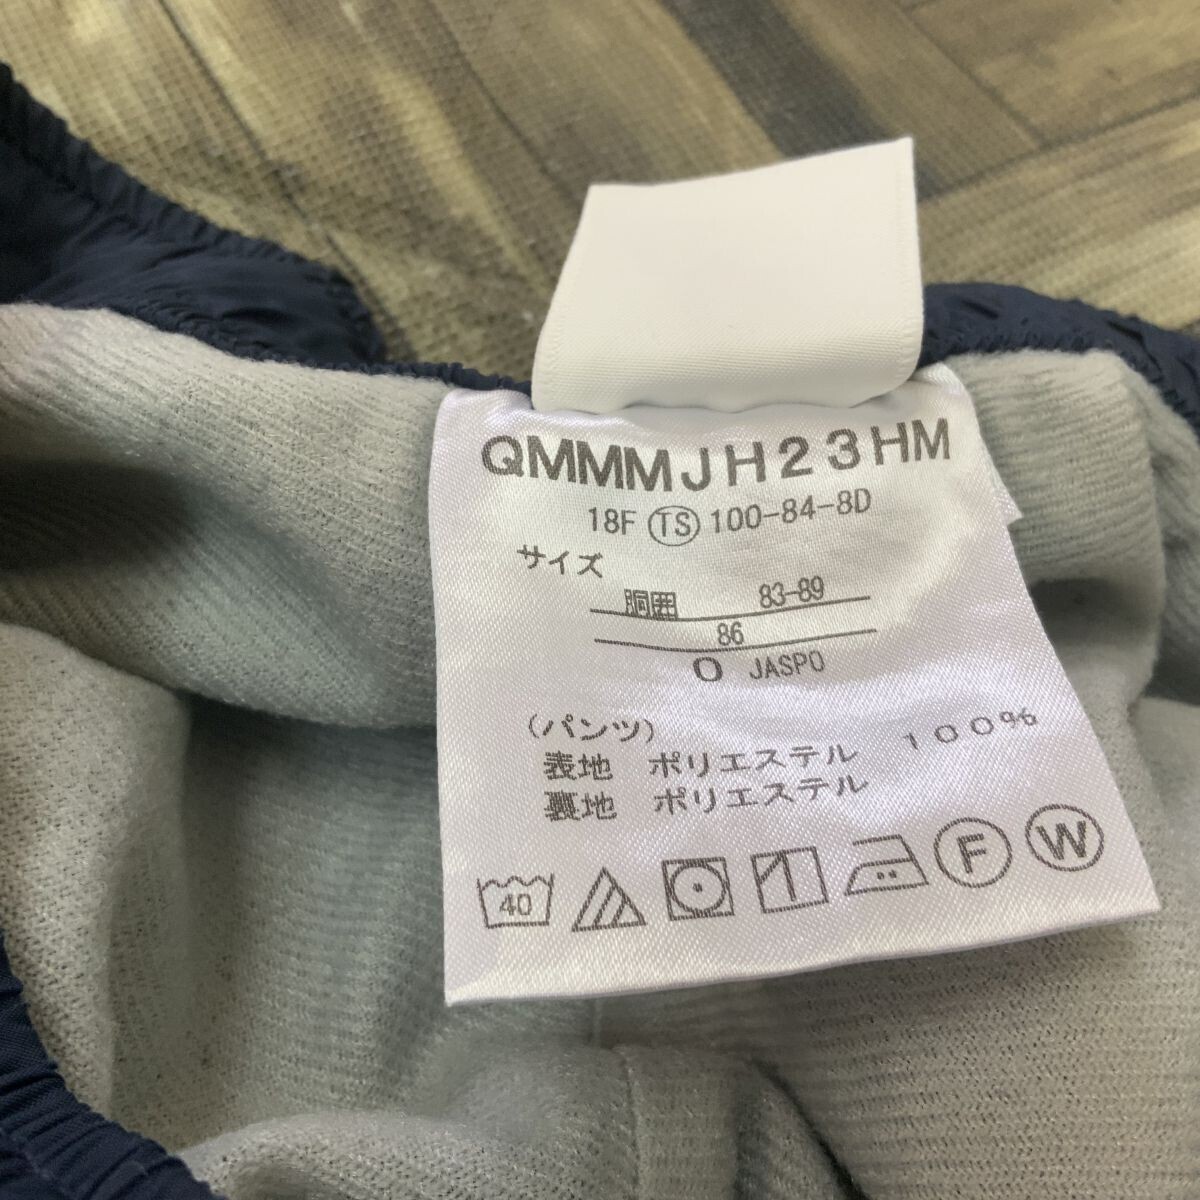 QMMMJH23HM
18F TS 100-84-8D
サイズ
胴囲 83-89
86
O JASPO
(パンツ)
表地 ポリエステル 100%
裏地 ポリエステル
40
F
W